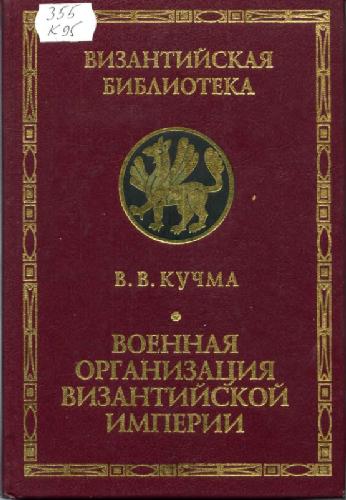 355
К95
ВИЗАНТИЙСКАЯ
БИБЛИОТЕКА
В. В. КУЧМА
ВОЕННАЯ
ОРГАНИЗАЦИЯ
ВИЗАНТИЙСКОЙ
ИМПЕРИИ